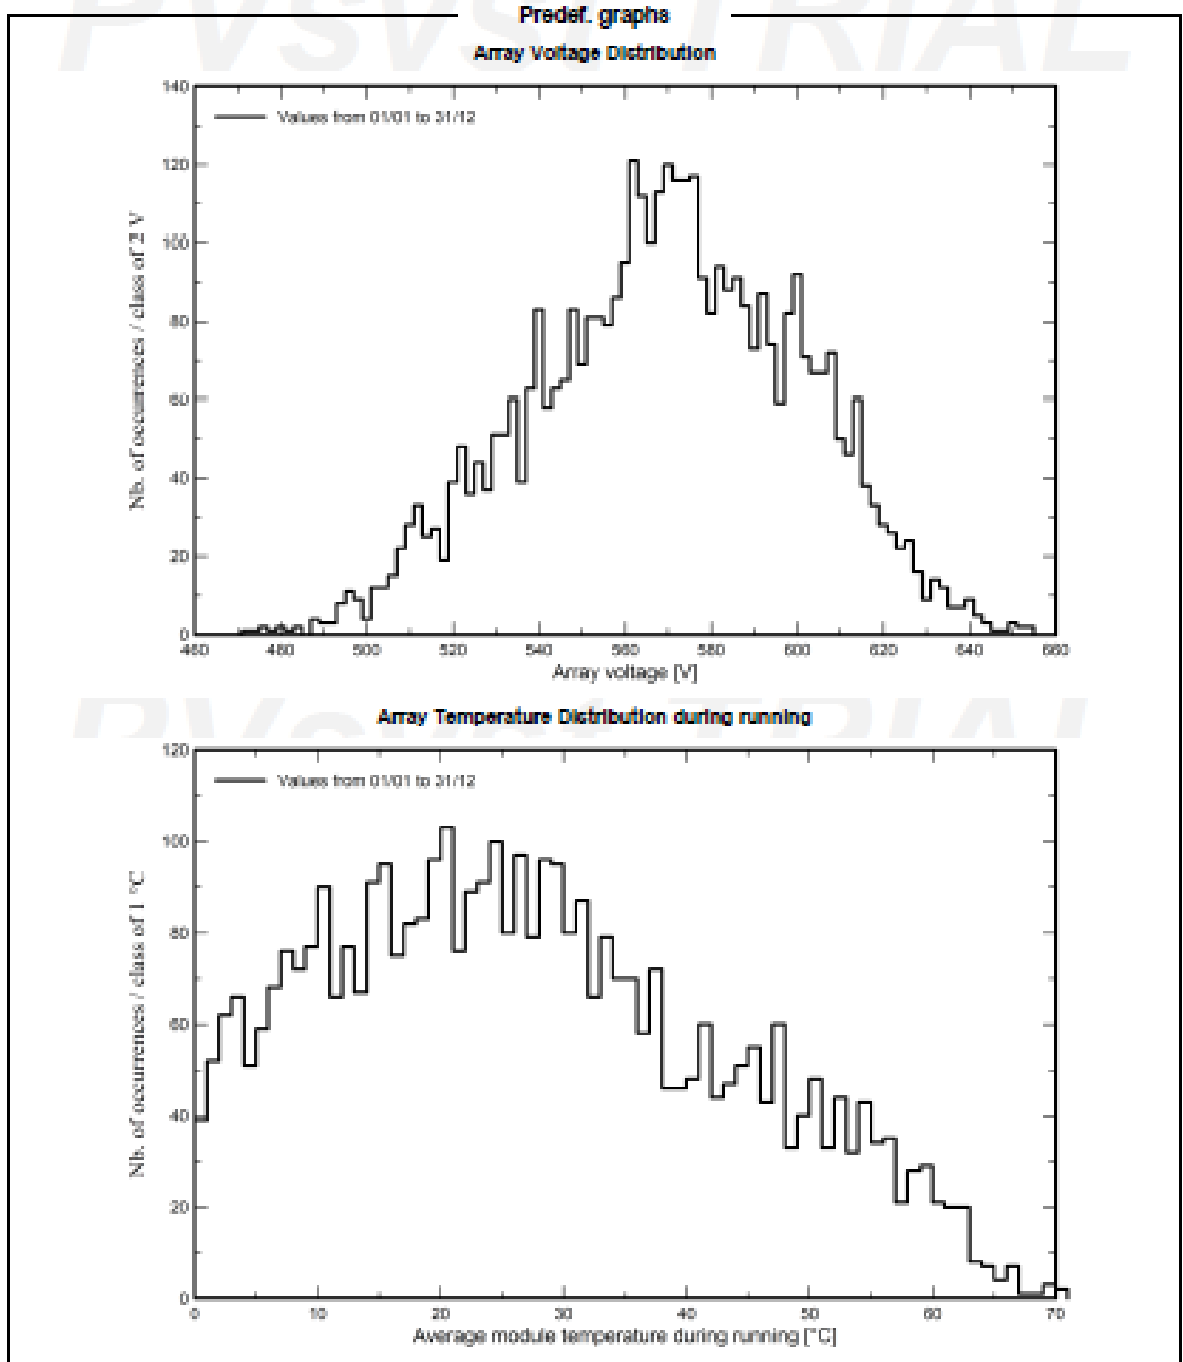 Predef. graphs
PVsyst TRIAL
Array Voltage Distribution
140
Values from 01/01 to 31/12
120
100
80
60
40
20
0
Nb. of occurrences / class of 2 V
460 480 500 520 540 560 580 600 620 640 660
Array voltage [V]
PVsyst TRIAL
Array Temperature Distribution during running
120
Values from 01/01 to 31/12
100
80
60
40
20
0
Nb. of occurrences / class of 1 °C
0 10 20 30 40 50 60 70
Average module temperature during running [°C]